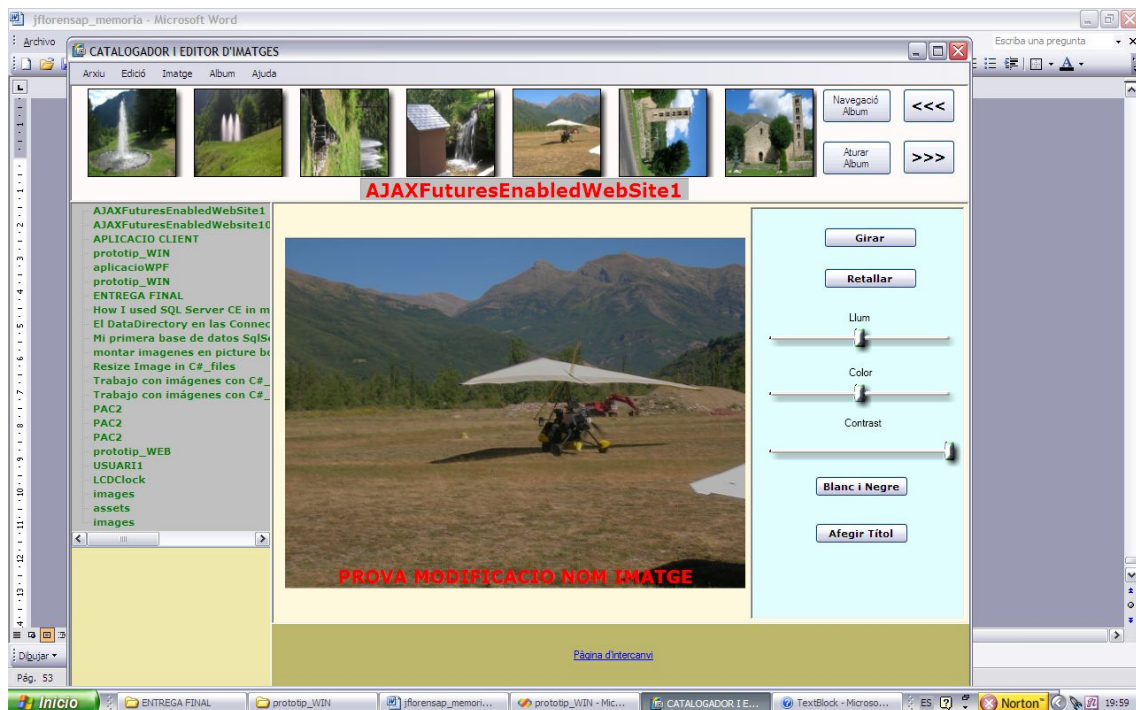 jflorensap_memoria - Microsoft Word
Archivo
Escriba una pregunta
CATALOGADOR I EDITOR D'IMATGES
Arxiu Edició Imatge Album Ajuda
Navegació Album
<<<
Aturar Album
>>>
AJAXFuturesEnabledWebSite1
AJAXFuturesEnabledWebSite1
AJAXFuturesEnabledWebsite10
APLICACIO CLIENT
prototip_WIN
aplicacioWPF
prototip_WIN
ENTREGA FINAL
How I used SQL Server CE in m
El DataDirectory en las Connec
Mi primera base de datos SqlSe
montar imagenes en picture bo
Resize Image in C#_files
Trabajo con imágenes con C#_
Trabajo con imágenes con C#_
PAC2
PAC2
PAC2
prototip_WEB
USUARI1
LCDClock
images
assets
images
PROVA MODIFICACIO NOM IMATGE
Girar
Retallar
Llum
Color
Contrast
Blanc i Negre
Afegir Títol
Pàgina d'intercanvi
Dibujar
Pág. 53
Inicio
ENTREGA FINAL
prototip_WIN
jflorensap_memori...
prototip_WIN - Mic...
CATALOGADOR I E...
TextBlock - Microso...
ES
Norton
19:59